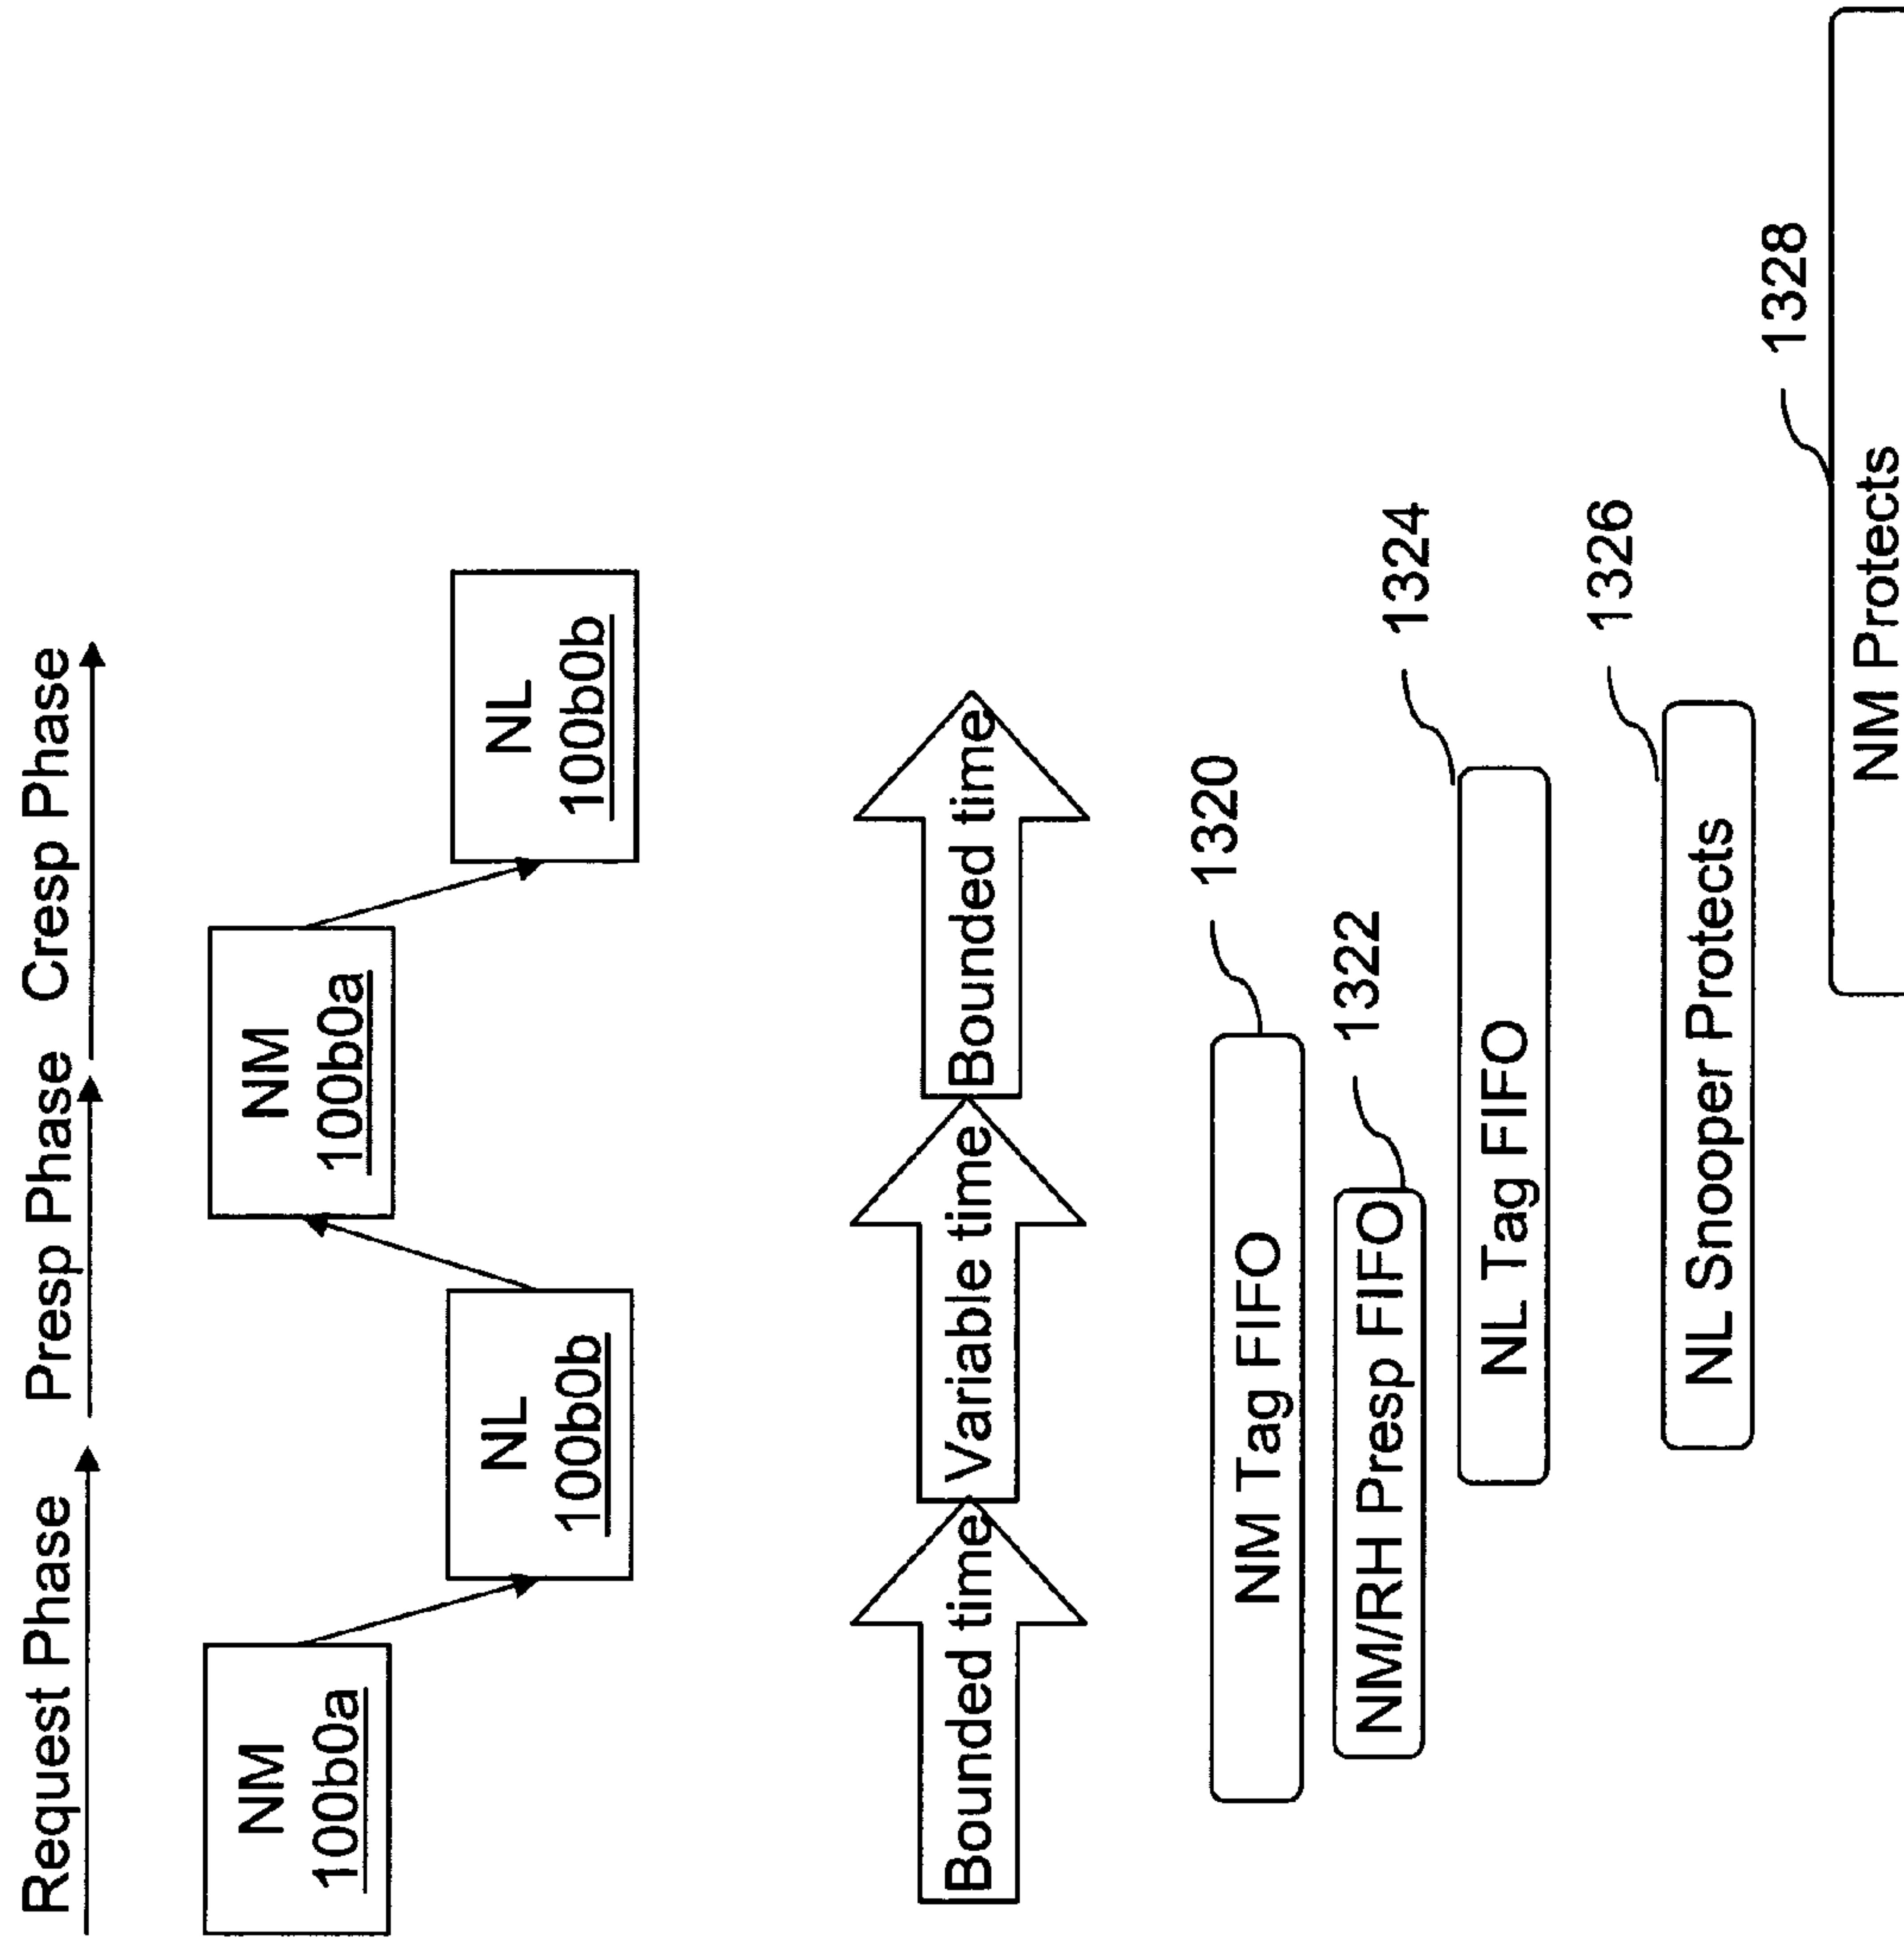 Request Phase
Presp Phase
Cresp Phase
NM
100b0a
NL
100b0b
NM
100b0a
NL
100b0b
Bounded time
Variable time
Bounded time
1320
NM Tag FIFO
1322
NM/RH Presp FIFO
1324
NL Tag FIFO
1326
NL Snooper Protects
1328
NM Protects